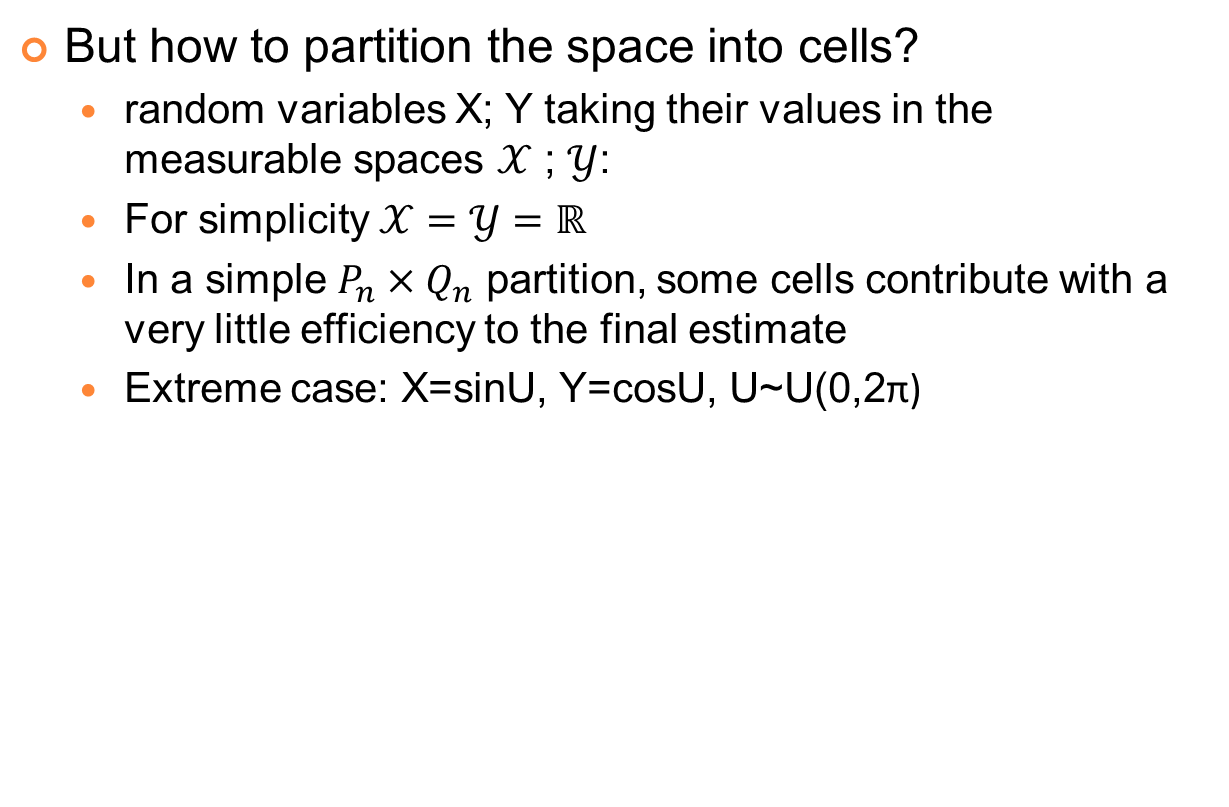 But how to partition the space into cells?
random variables X; Y taking their values in the
measurable spaces 𝒳 ; 𝒴:
For simplicity 𝒳 = 𝒴 = ℝ
In a simple Pₙ × Qₙ partition, some cells contribute with a
very little efficiency to the final estimate
Extreme case: X=sinU, Y=cosU, U~U(0,2π)